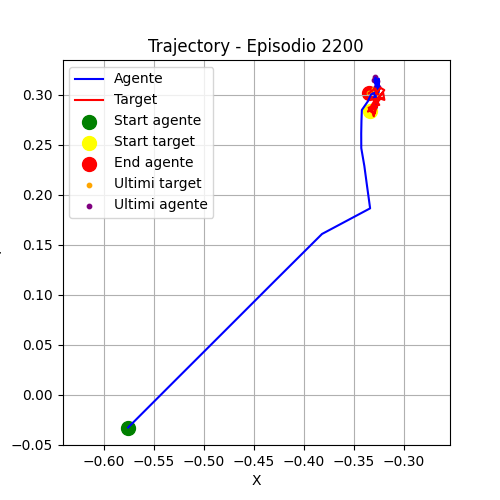 Trajectory - Episodio 2200
Agente
Target
Start agente
Start target
End agente
Ultimi target
Ultimi agente
0.30
0.25
0.20
0.15
0.10
0.05
0.00
−0.05
−0.60 −0.55 −0.50 −0.45 −0.40 −0.35 −0.30
X